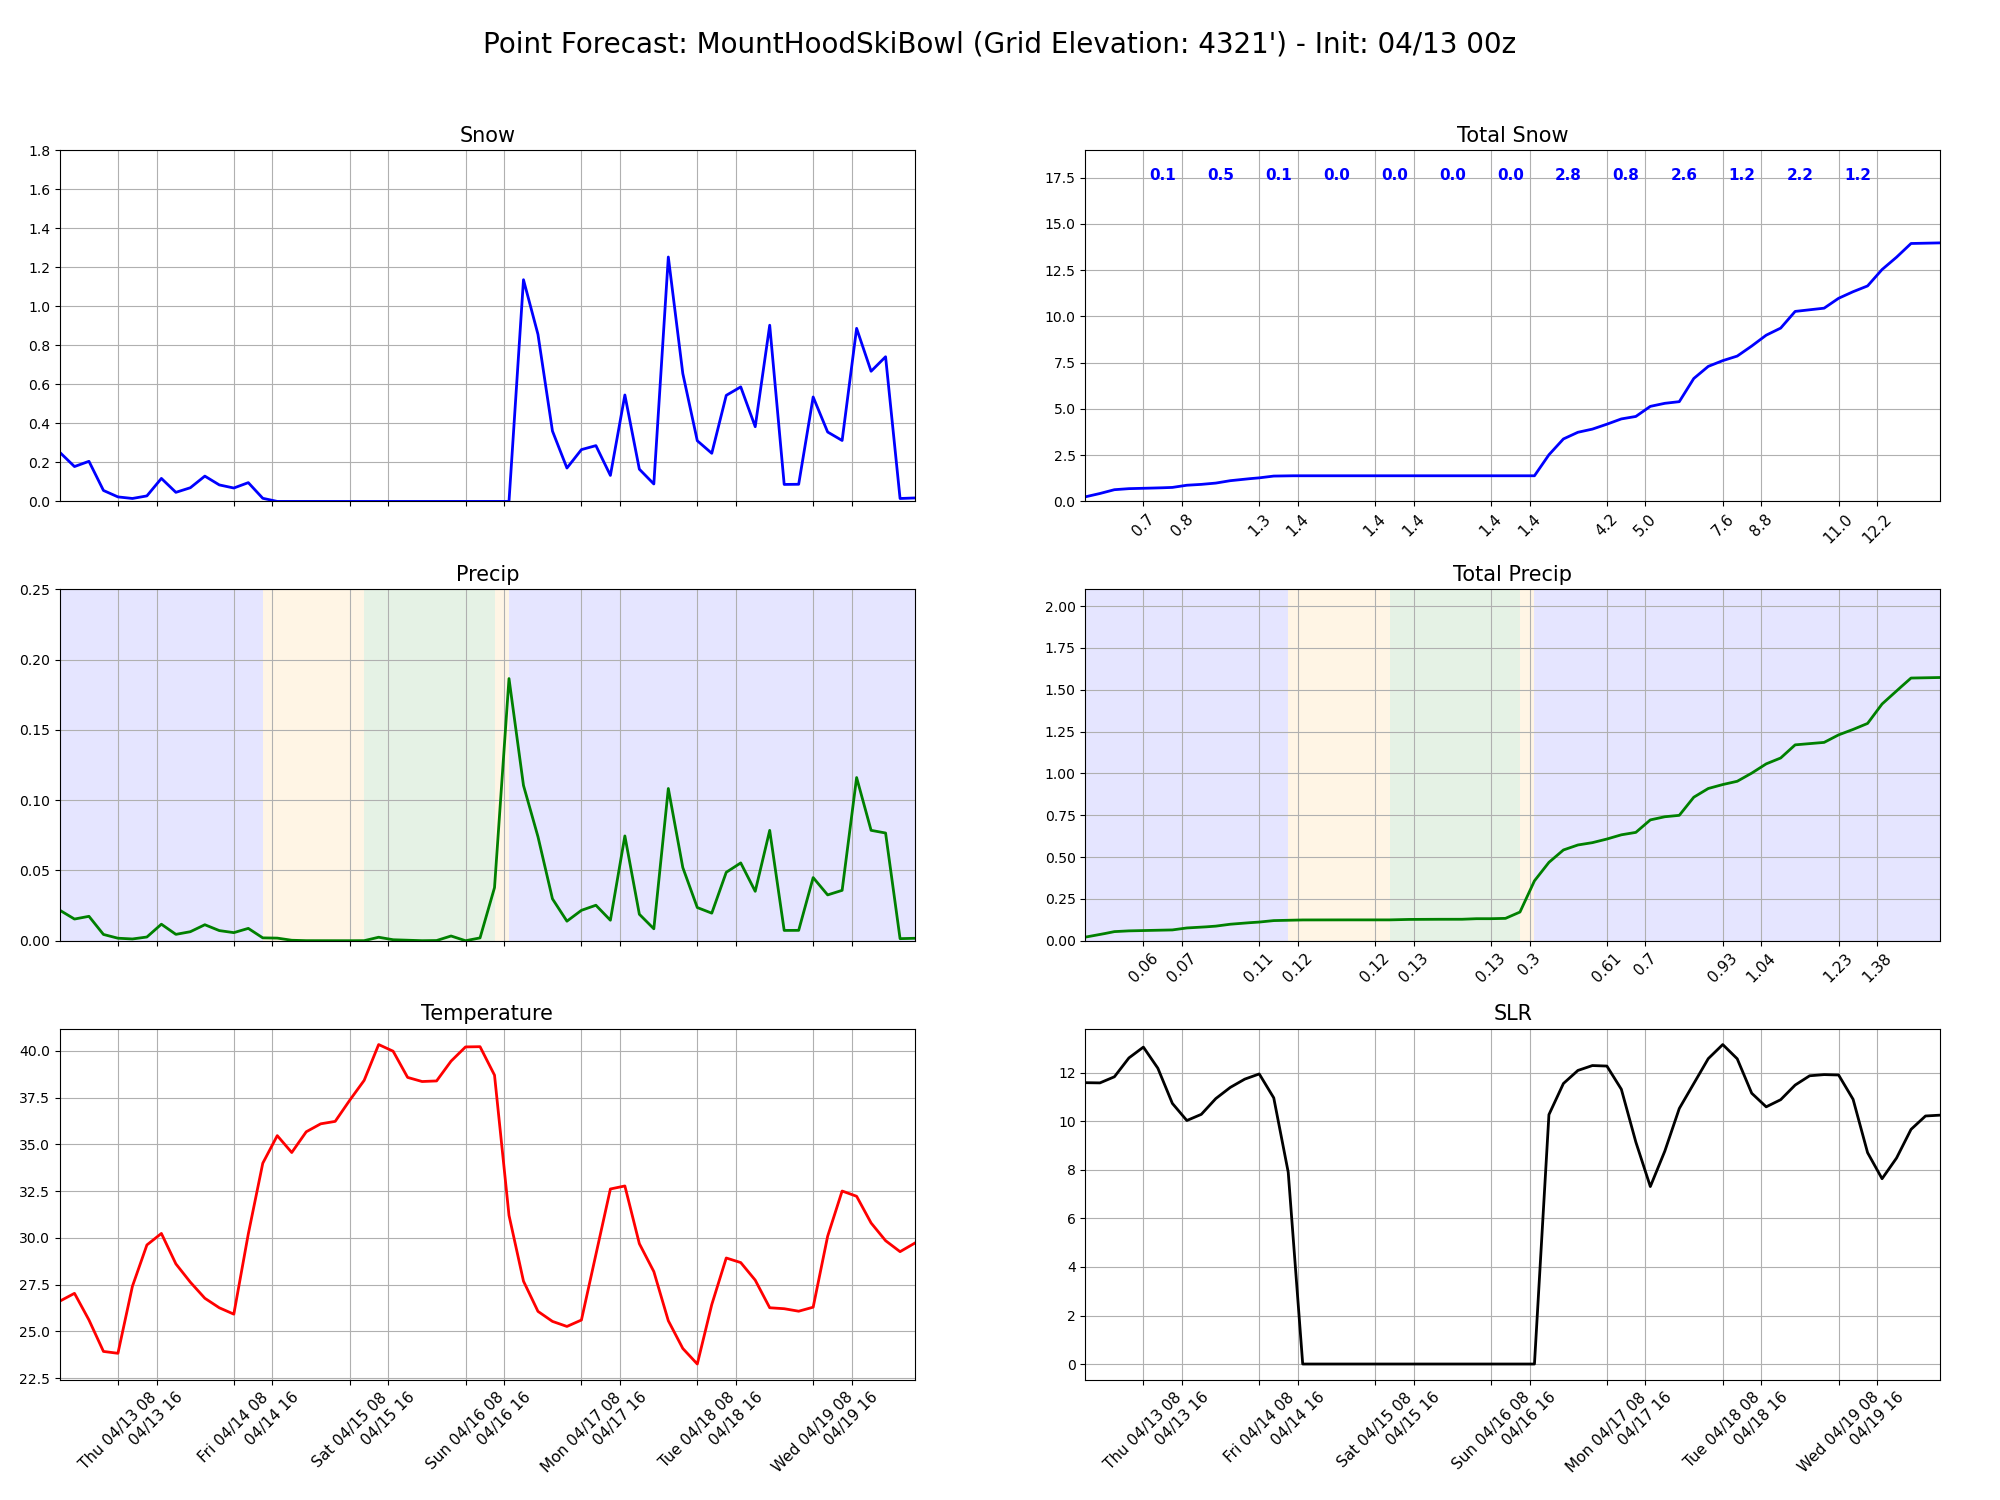 Point Forecast: MountHoodSkiBowl (Grid Elevation: 4321') - Init: 04/13 00z
Snow
1.8
1.6
1.4
1.2
1.0
0.8
0.6
0.4
0.2
0.0
Total Snow
0.1 0.5 0.1 0.0 0.0 0.0 0.0 2.8 0.8 2.6 1.2 2.2 1.2
17.5
15.0
12.5
10.0
7.5
5.0
2.5
0.0
0.7 0.8 1.3 1.4 1.4 1.4 1.4 1.4 4.2 5.0 7.6 8.8 11.0 12.2
Precip
0.25
0.20
0.15
0.10
0.05
0.00
Total Precip
2.00
1.75
1.50
1.25
1.00
0.75
0.50
0.25
0.00
0.06 0.07 0.11 0.12 0.12 0.13 0.13 0.3 0.61 0.7 0.93 1.04 1.23 1.38
Temperature
40.0
37.5
35.0
32.5
30.0
27.5
25.0
22.5
Thu 04/13 08
04/13 16
Fri 04/14 08
04/14 16
Sat 04/15 08
04/15 16
Sun 04/16 08
04/16 16
Mon 04/17 08
04/17 16
Tue 04/18 08
04/18 16
Wed 04/19 08
04/19 16
SLR
12
10
8
6
4
2
0
Thu 04/13 08
04/13 16
Fri 04/14 08
04/14 16
Sat 04/15 08
04/15 16
Sun 04/16 08
04/16 16
Mon 04/17 08
04/17 16
Tue 04/18 08
04/18 16
Wed 04/19 08
04/19 16